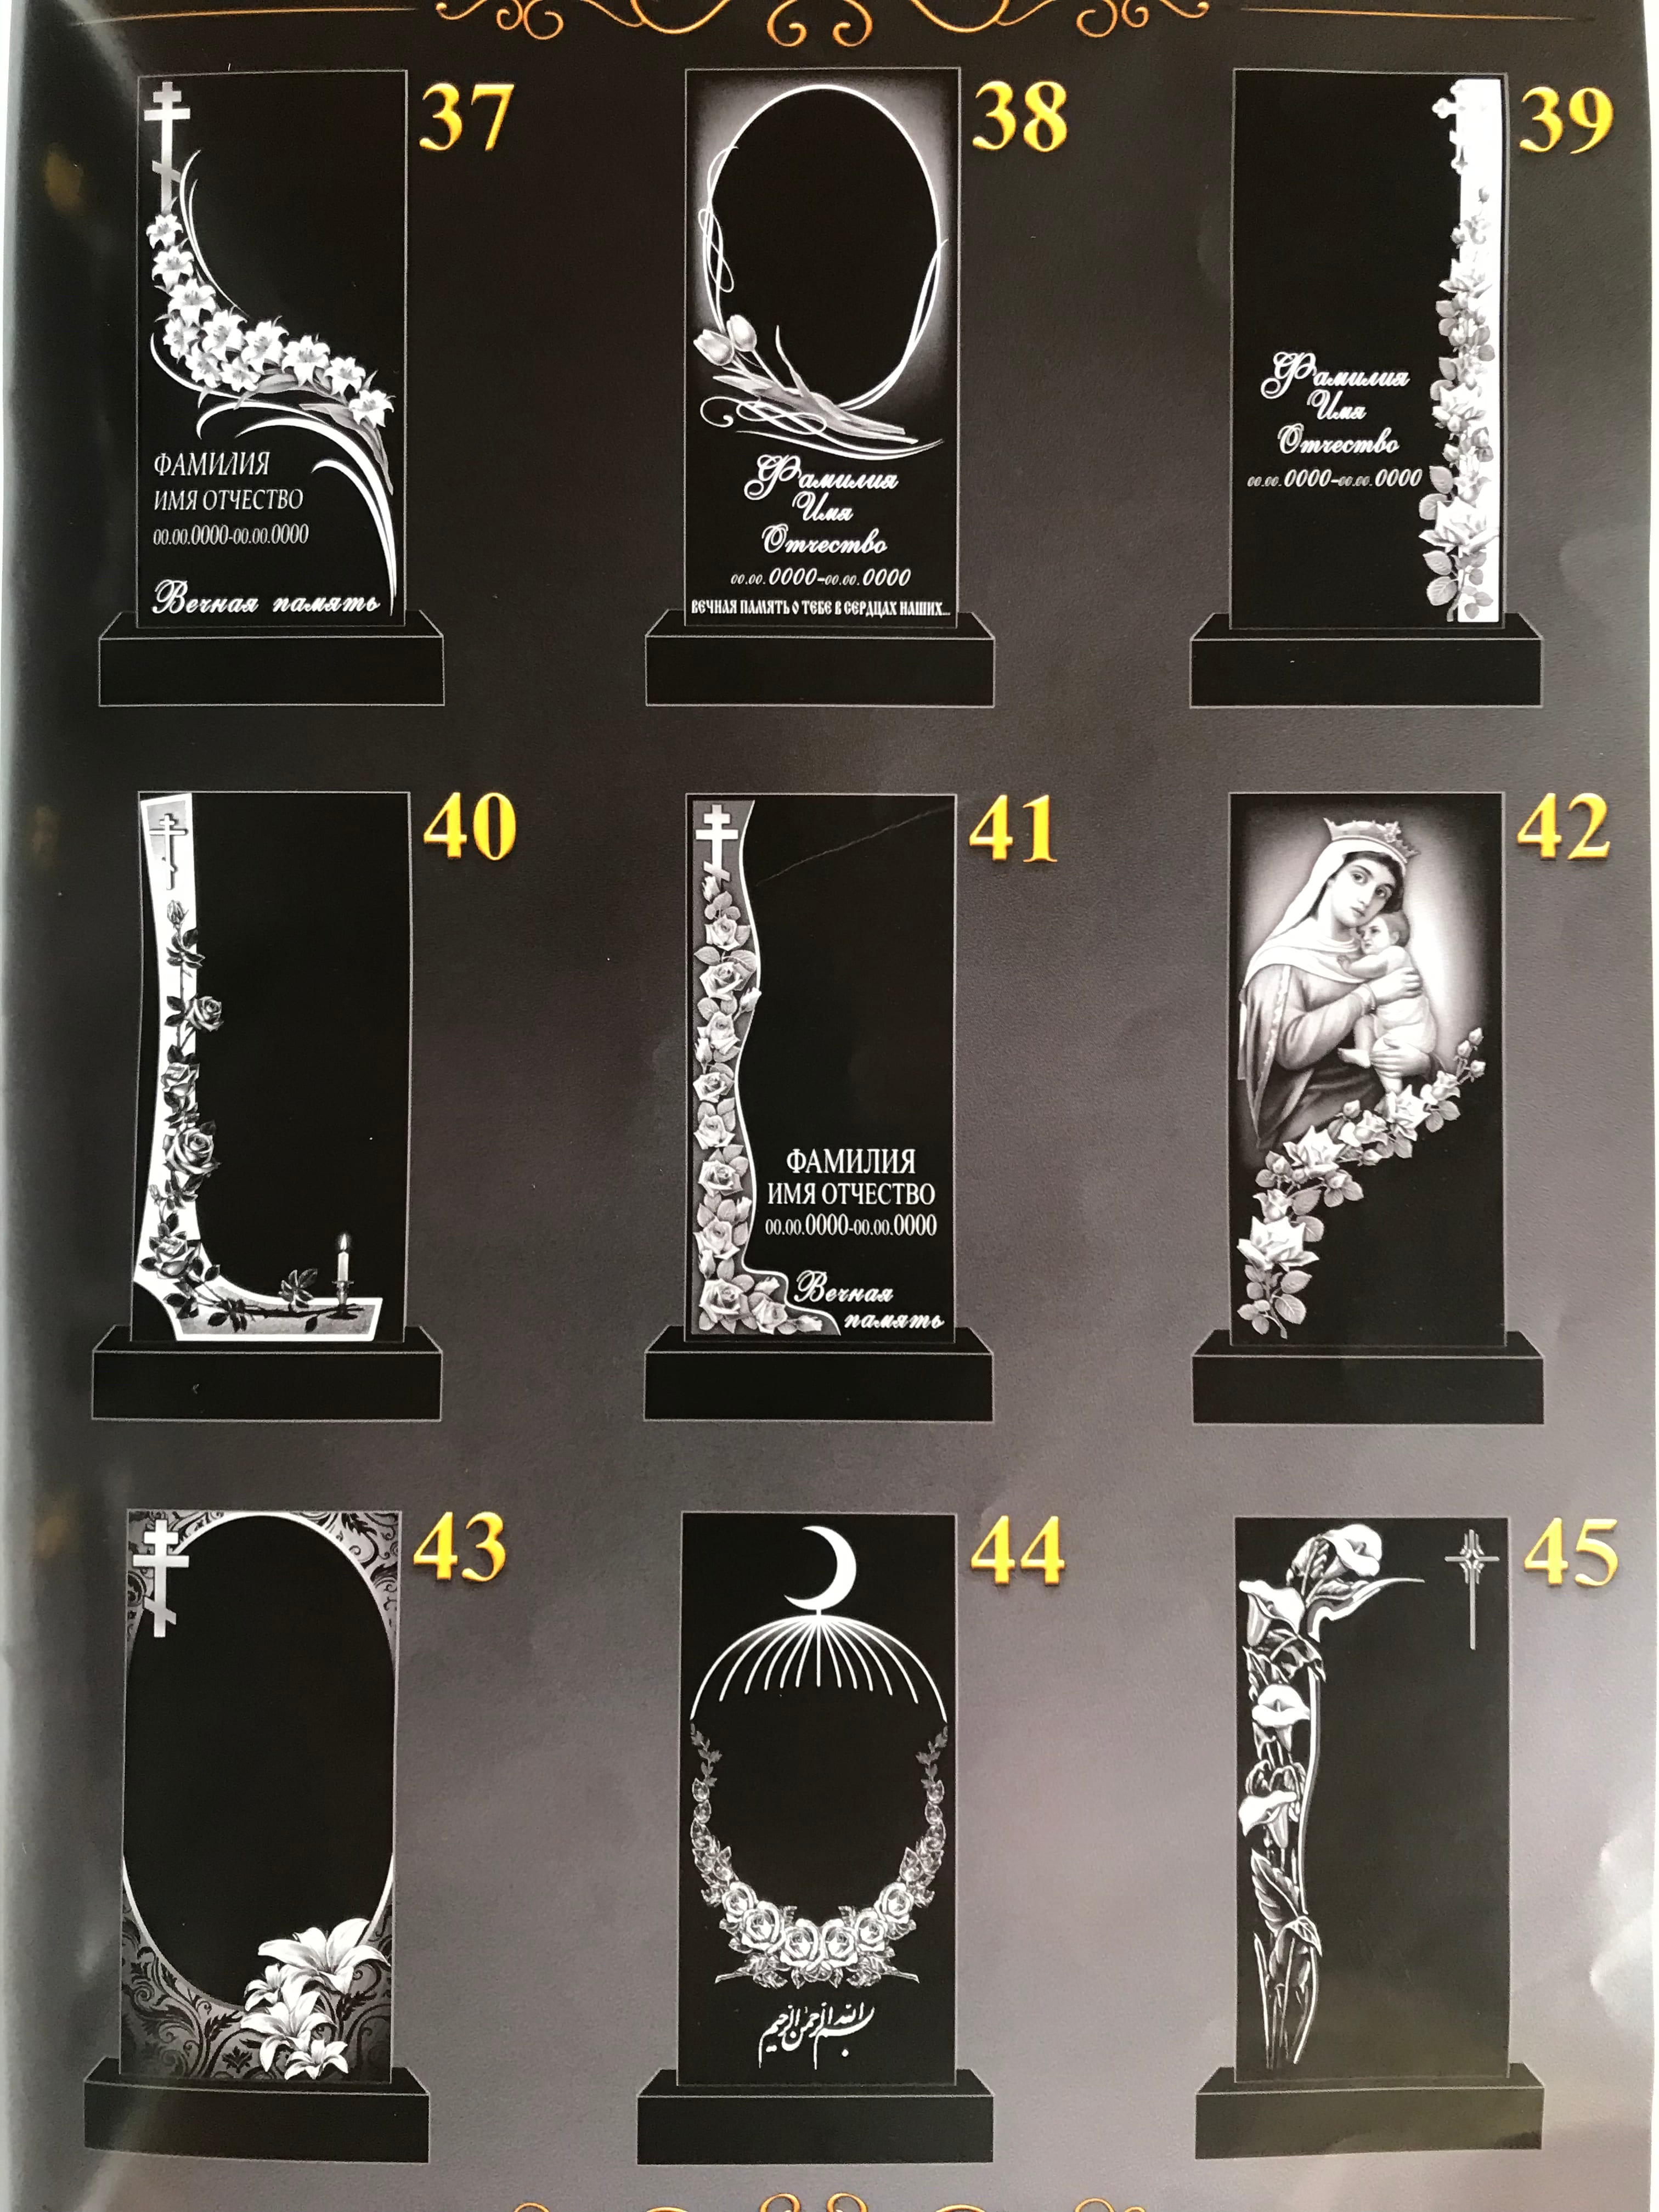 37
ФАМИЛИЯ
ИМЯ ОТЧЕСТВО
00.00.0000-00.00.0000
Вечная память
38
Фамилия
Имя
Отчество
00.00.0000-00.00.0000
ВЕЧНАЯ ПАМЯТЬ О ТЕБЕ В СЕРДЦАХ НАШИХ...
39
Фамилия
Имя
Отчество
00.00.0000-00.00.0000
40
41
ФАМИЛИЯ
ИМЯ ОТЧЕСТВО
00.00.0000-00.00.0000
Вечная
память
42
43
44
بسم الله الرحمن الرحيم
45